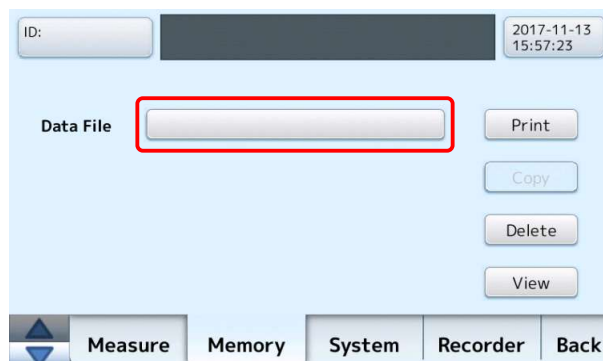 ID:
2017-11-13
15:57:23
Data File
Print
Copy
Delete
View
Measure
Memory
System
Recorder
Back